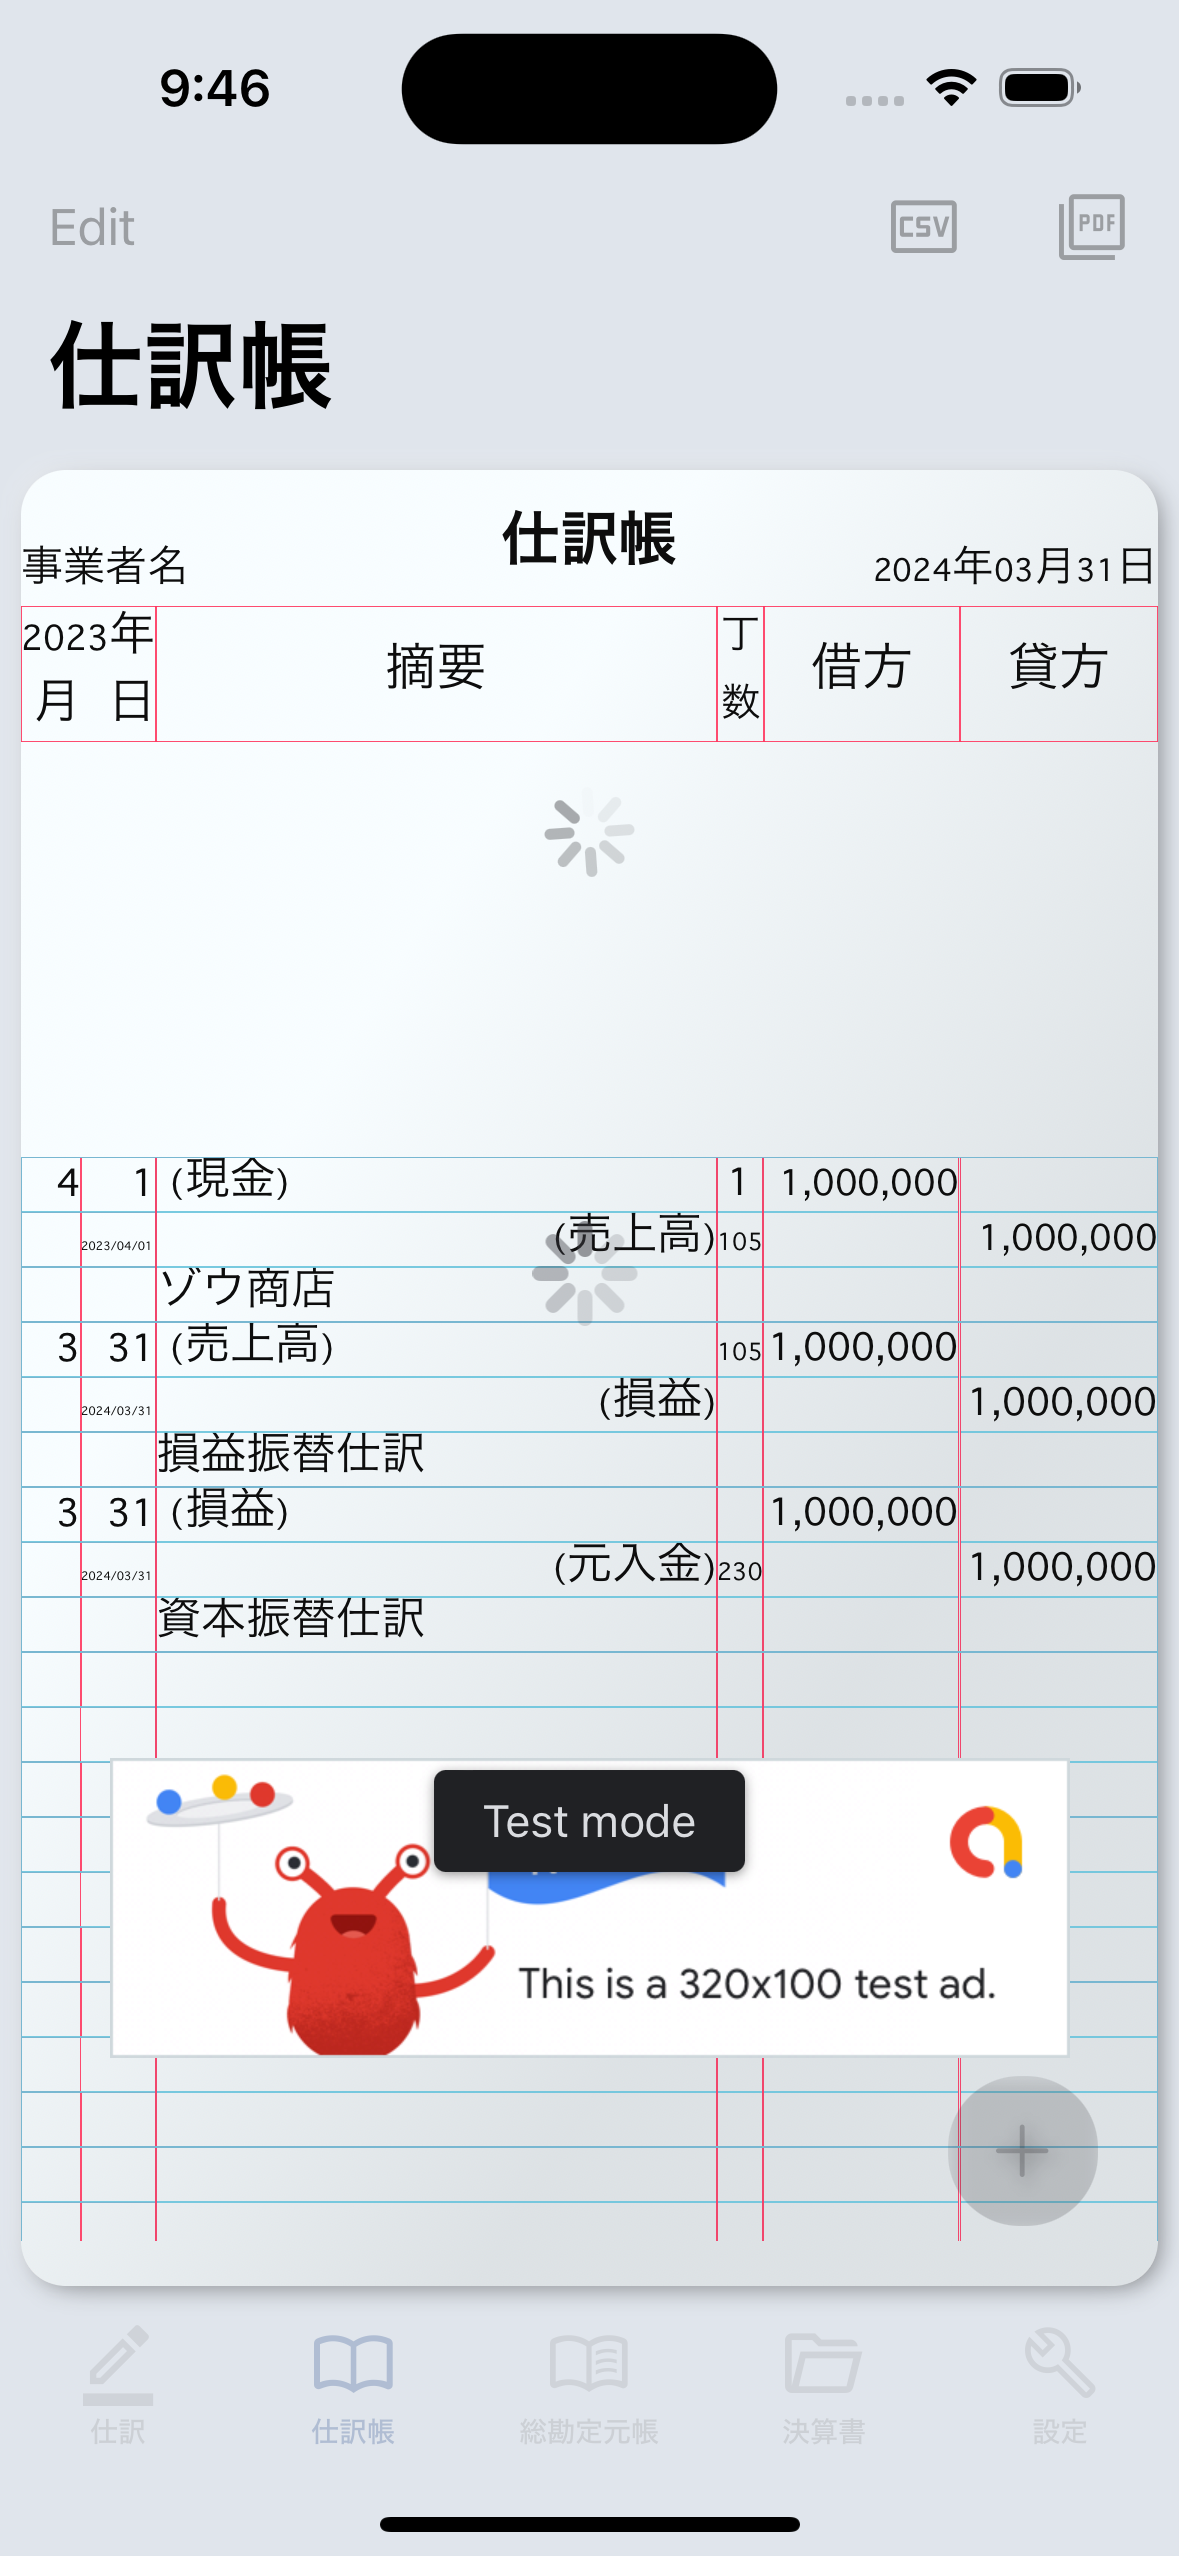 9:46
Edit
CSV
PDF
仕訳帳
仕訳帳
事業者名
2024年03月31日
2023年
月 日
摘要
丁数
借方
貸方
4 1 (現金) 1 1,000,000
2023/04/01 (売上高) 105 1,000,000
ゾウ商店
3 31 (売上高) 105 1,000,000
2024/03/31 (損益) 1,000,000
損益振替仕訳
3 31 (損益) 1,000,000
2024/03/31 (元入金) 230 1,000,000
資本振替仕訳
Test mode
This is a 320x100 test ad.
仕訳 仕訳帳 総勘定元帳 決算書 設定